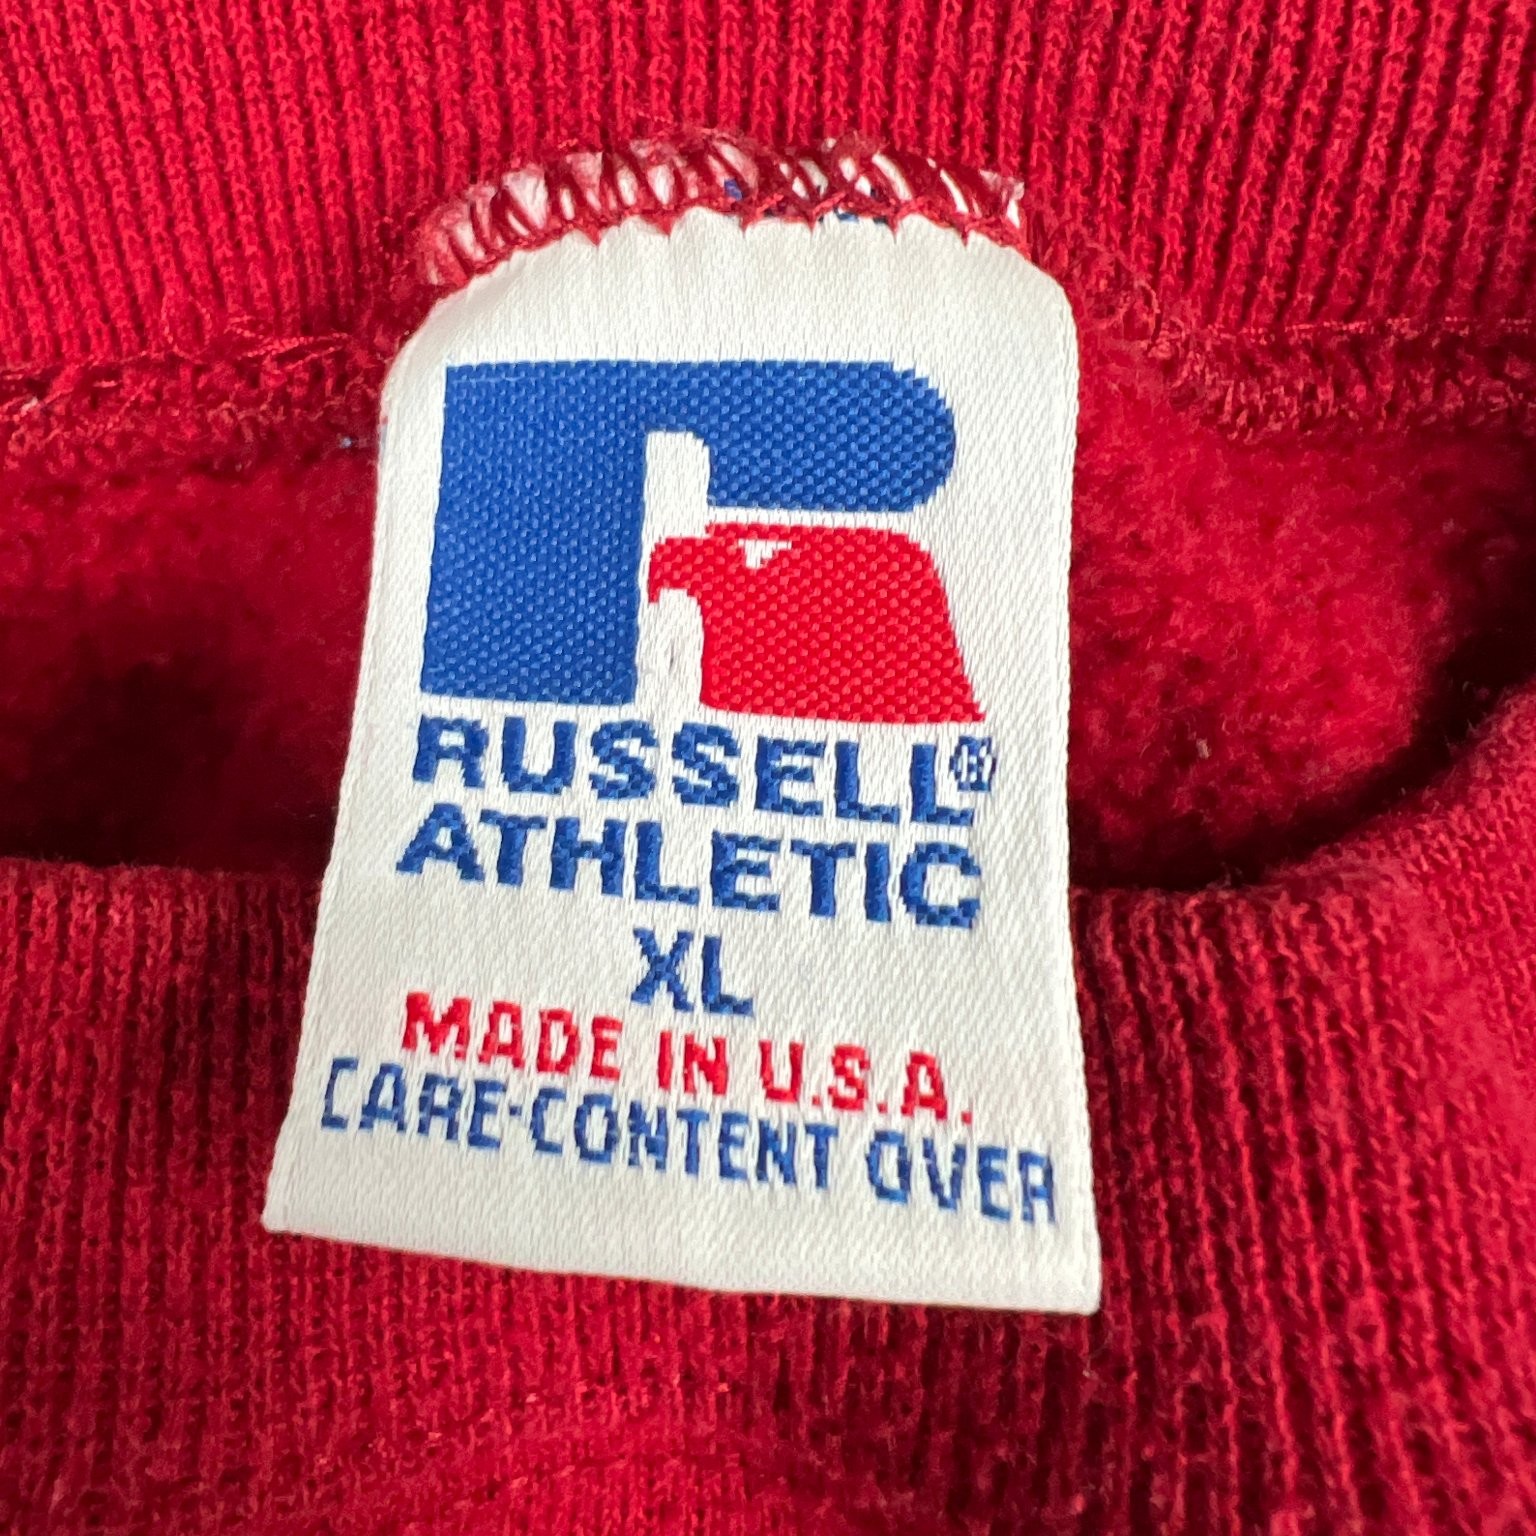 RUSSELL®
ATHLETIC
XL
MADE IN U.S.A.
CARE-CONTENT OVER